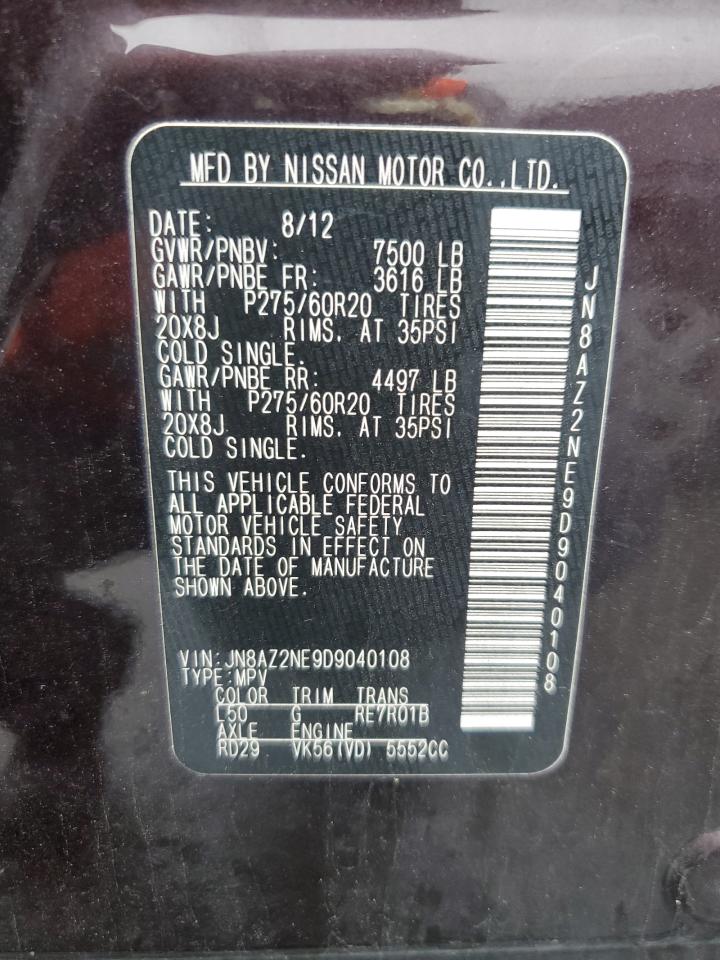 MFD BY NISSAN MOTOR CO.,LTD.
DATE: 8/12
GVWR/PNBV: 7500 LB
GAWR/PNBE FR: 3616 LB
WITH P275/60R20 TIRES
20X8J RIMS, AT 35PSI
COLD SINGLE.
GAWR/PNBE RR: 4497 LB
WITH P275/60R20 TIRES
20X8J RIMS, AT 35PSI
COLD SINGLE.
THIS VEHICLE CONFORMS TO
ALL APPLICABLE FEDERAL
MOTOR VEHICLE SAFETY
STANDARDS IN EFFECT ON
THE DATE OF MANUFACTURE
SHOWN ABOVE.
VIN:JN8AZ2NE9D9040108
TYPE:MPV
COLOR TRIM TRANS
L50 G RE7R01B
AXLE ENGINE
RD29 VK56(VD) 5552CC
JN8AZ2NE9D9040108